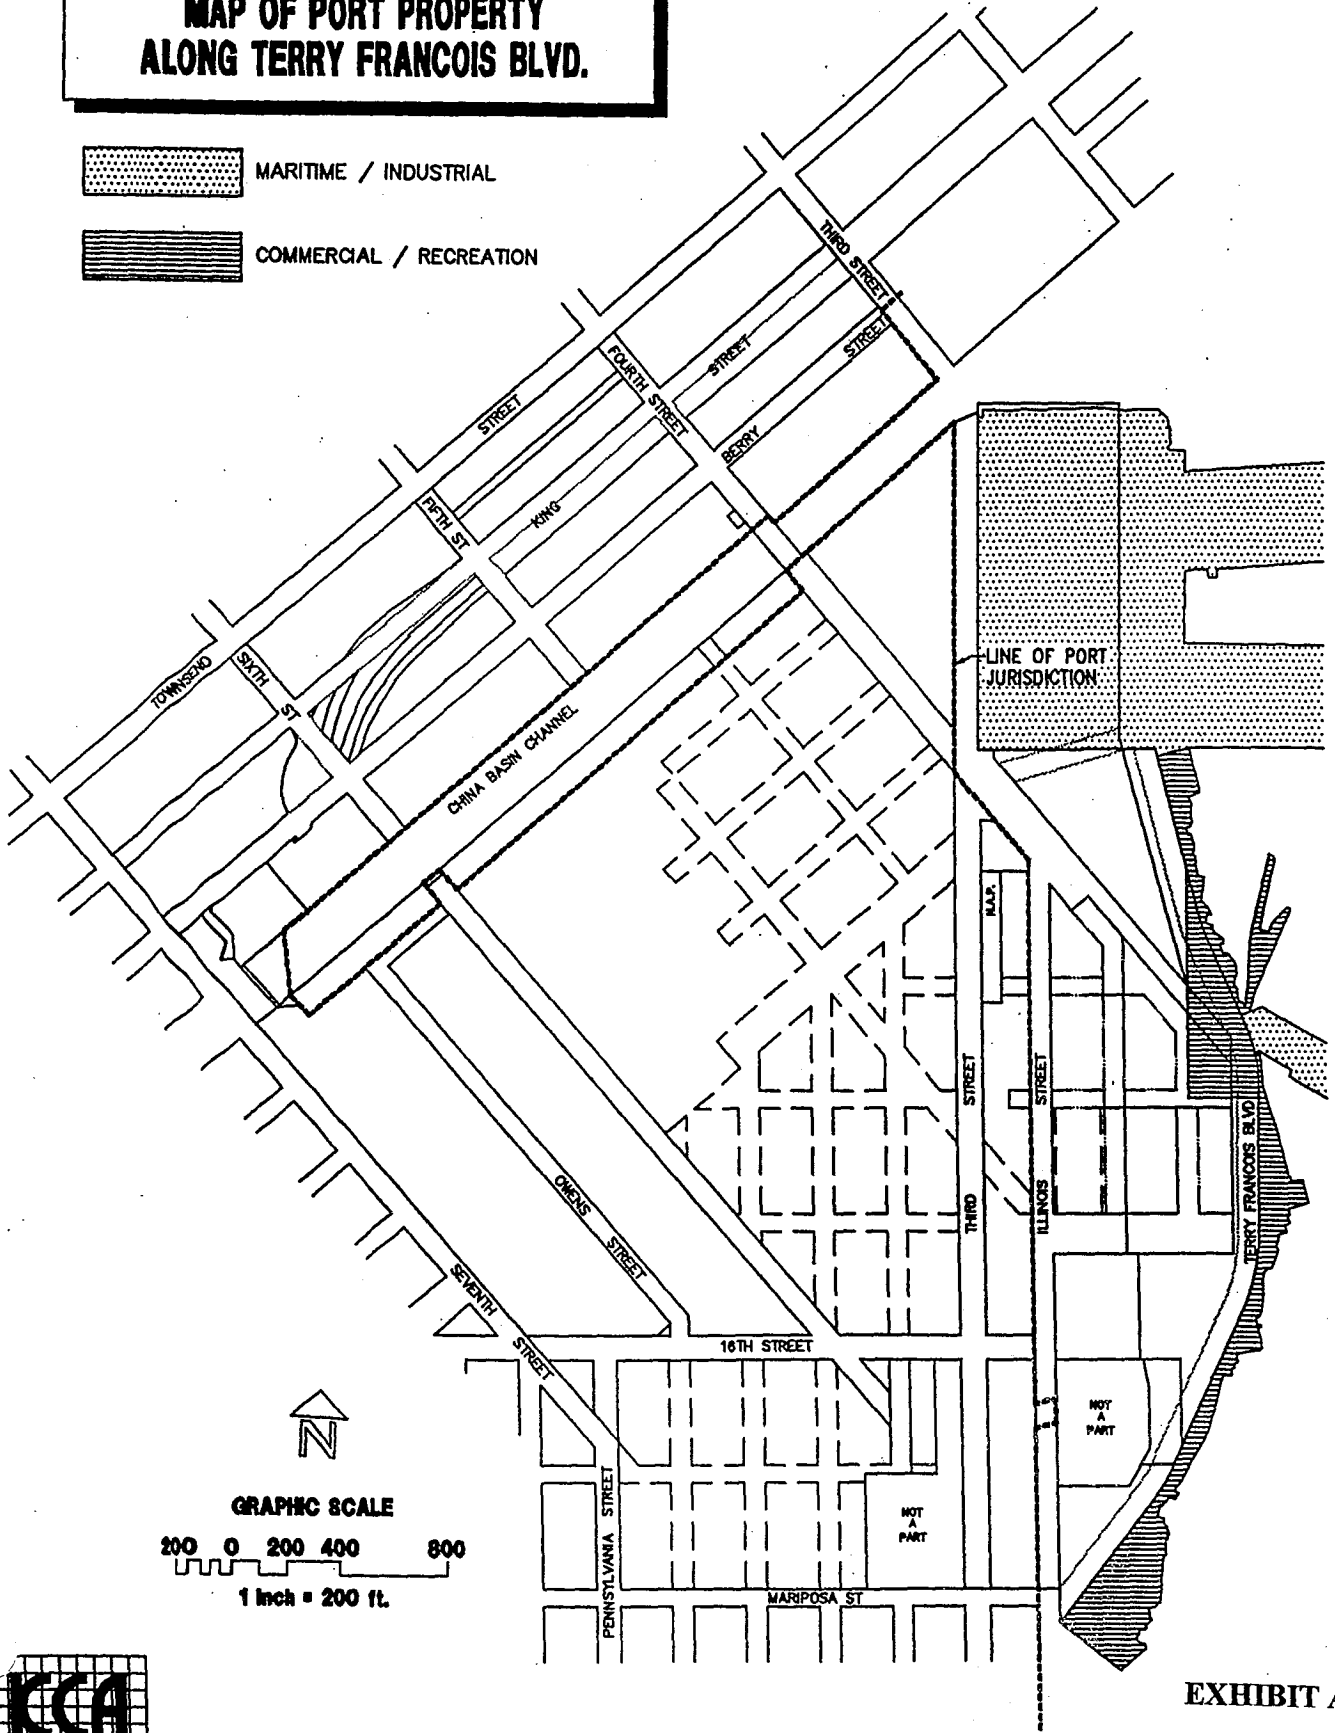 MAP OF PORT PROPERTY
ALONG TERRY FRANCOIS BLVD.
MARITIME / INDUSTRIAL
COMMERCIAL / RECREATION
THIRD STREET
STREET
STREET
FOURTH STREET
STREET
BERRY
FIFTH ST
KING
LINE OF PORT
JURISDICTION
SIXTH
ST
TOWNSEND
CHINA BASIN CHANNEL
N.A.P.
STREET
STREET
TERRY FRANCOIS BLVD
OWENS
STREET
THIRD
ILLINOIS
SEVENTH
STREET
16TH STREET
NOT
A
PART
N
GRAPHIC SCALE
200 0 200 400 800
1 inch = 200 ft.
PENNSYLVANIA STREET
NOT
A
PART
MARIPOSA ST
KCA
EXHIBIT A